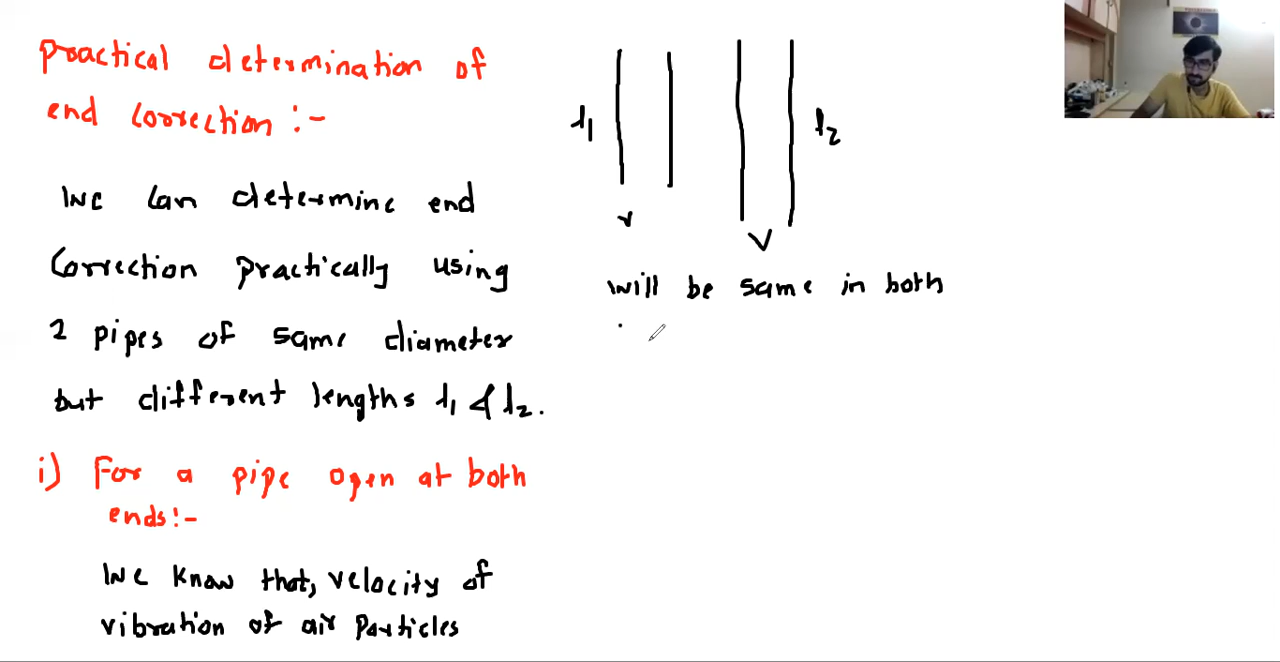 Practical determination of
end correction :-
We can determine end
correction practically using
2 pipes of same diameter
but different lengths l1 & l2.
i) For a pipe open at both
ends :-
We know that, velocity of
vibration of air particles
l1
l2
v
V
will be same in both